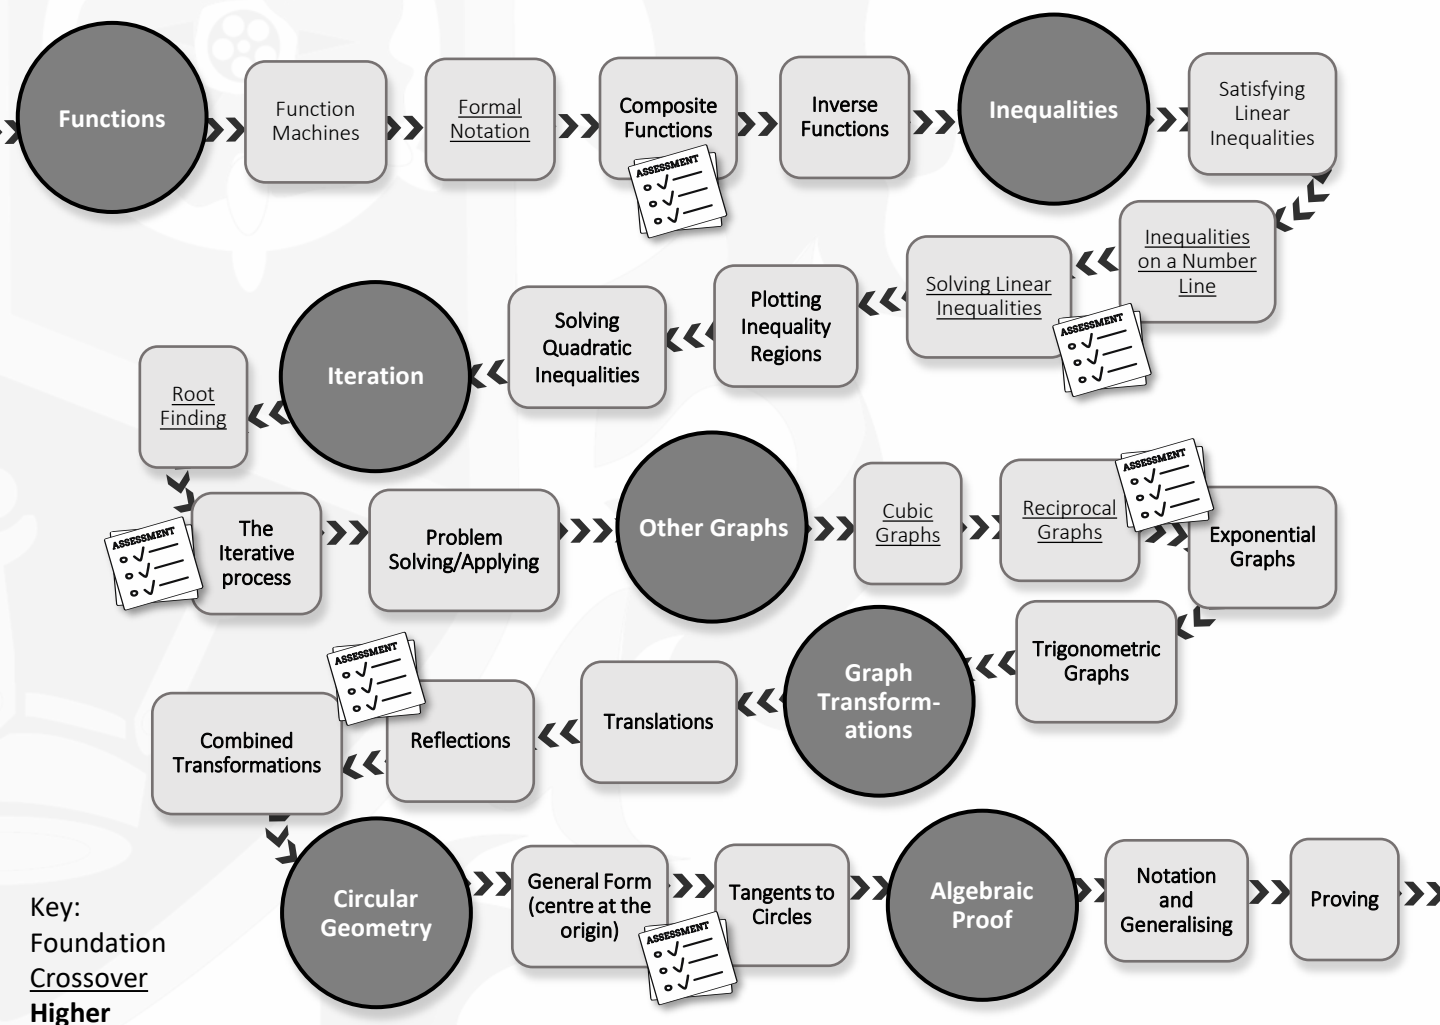 Functions
Function
Machines
Formal
Notation
Composite
Functions
ASSESSMENT
Inverse
Functions
Inequalities
Satisfying
Linear
Inequalities
Inequalities
on a Number
Line
ASSESSMENT
Solving Linear
Inequalities
Plotting
Inequality
Regions
Solving
Quadratic
Inequalities
Iteration
Root
Finding
ASSESSMENT
The
Iterative
process
Problem
Solving/Applying
Other Graphs
Cubic
Graphs
Reciprocal
Graphs
ASSESSMENT
Exponential
Graphs
Trigonometric
Graphs
Graph
Transform-
ations
Translations
Reflections
ASSESSMENT
Combined
Transformations
Circular
Geometry
General Form
(centre at the
origin)
ASSESSMENT
Tangents to
Circles
Algebraic
Proof
Notation
and
Generalising
Proving
Key:
Foundation
Crossover
Higher